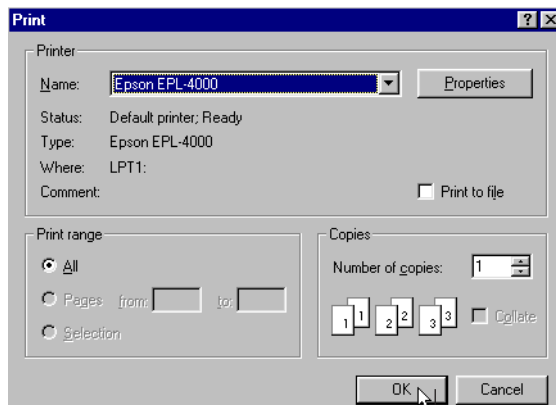 Print
Printer
Name: Epson EPL-4000 Properties
Status: Default printer; Ready
Type: Epson EPL-4000
Where: LPT1:
Comment: Print to file
Print range
All
Pages from: to:
Selection
Copies
Number of copies: 1
1 1 2 2 3 3 Collate
OK Cancel